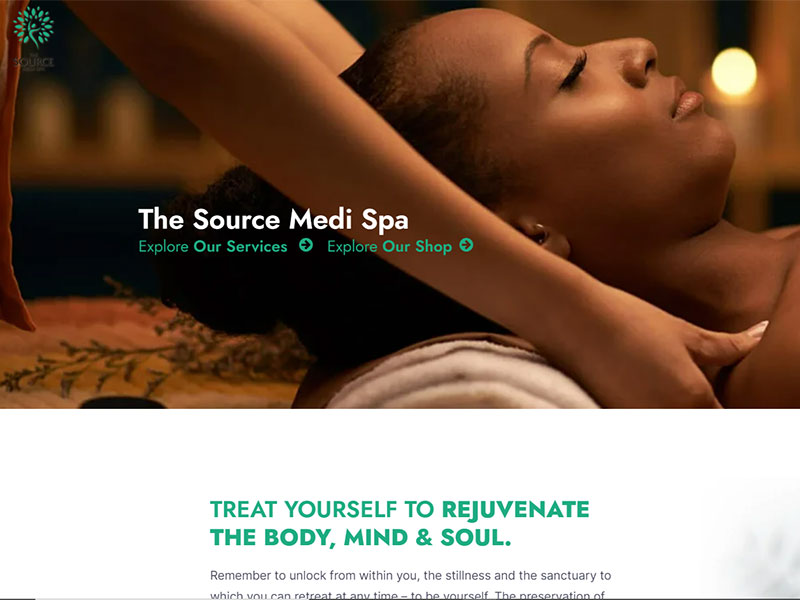 THE
SOURCE
MEDI SPA
The Source Medi Spa
Explore Our Services Explore Our Shop
TREAT YOURSELF TO REJUVENATE
THE BODY, MIND & SOUL.
Remember to unlock from within you, the stillness and the sanctuary to
which you can retreat at any time – to be yourself. The preservation of